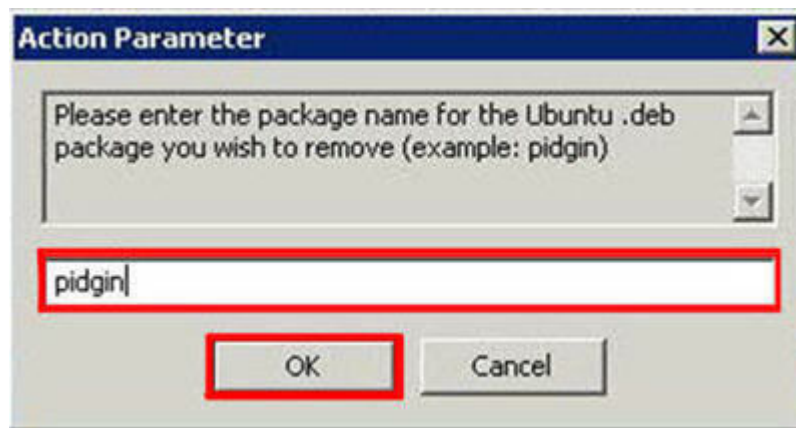 Action Parameter
Please enter the package name for the Ubuntu .deb
package you wish to remove (example: pidgin)
pidgin
OK
Cancel